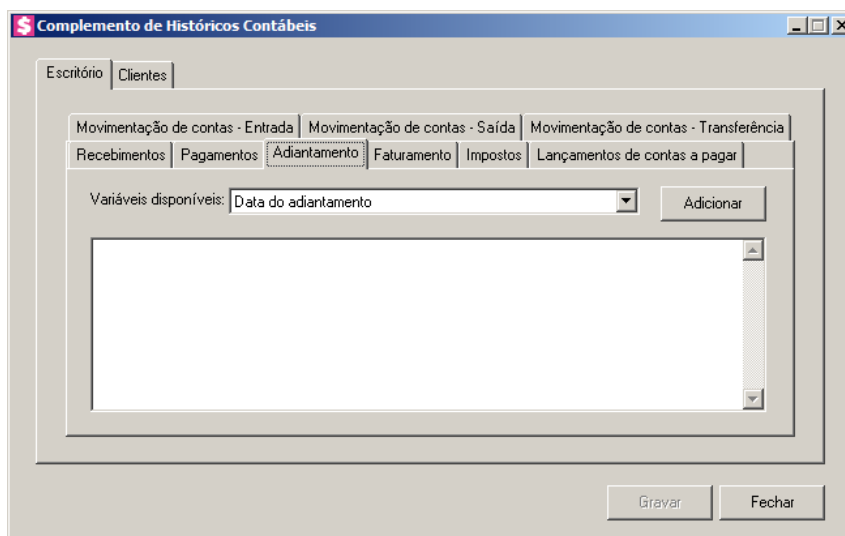 Complemento de Históricos Contábeis
Escritório Clientes
Movimentação de contas - Entrada Movimentação de contas - Saída Movimentação de contas - Transferência
Recebimentos Pagamentos Adiantamento Faturamento Impostos Lançamentos de contas a pagar
Variáveis disponíveis: Data do adiantamento Adicionar
Gravar Fechar